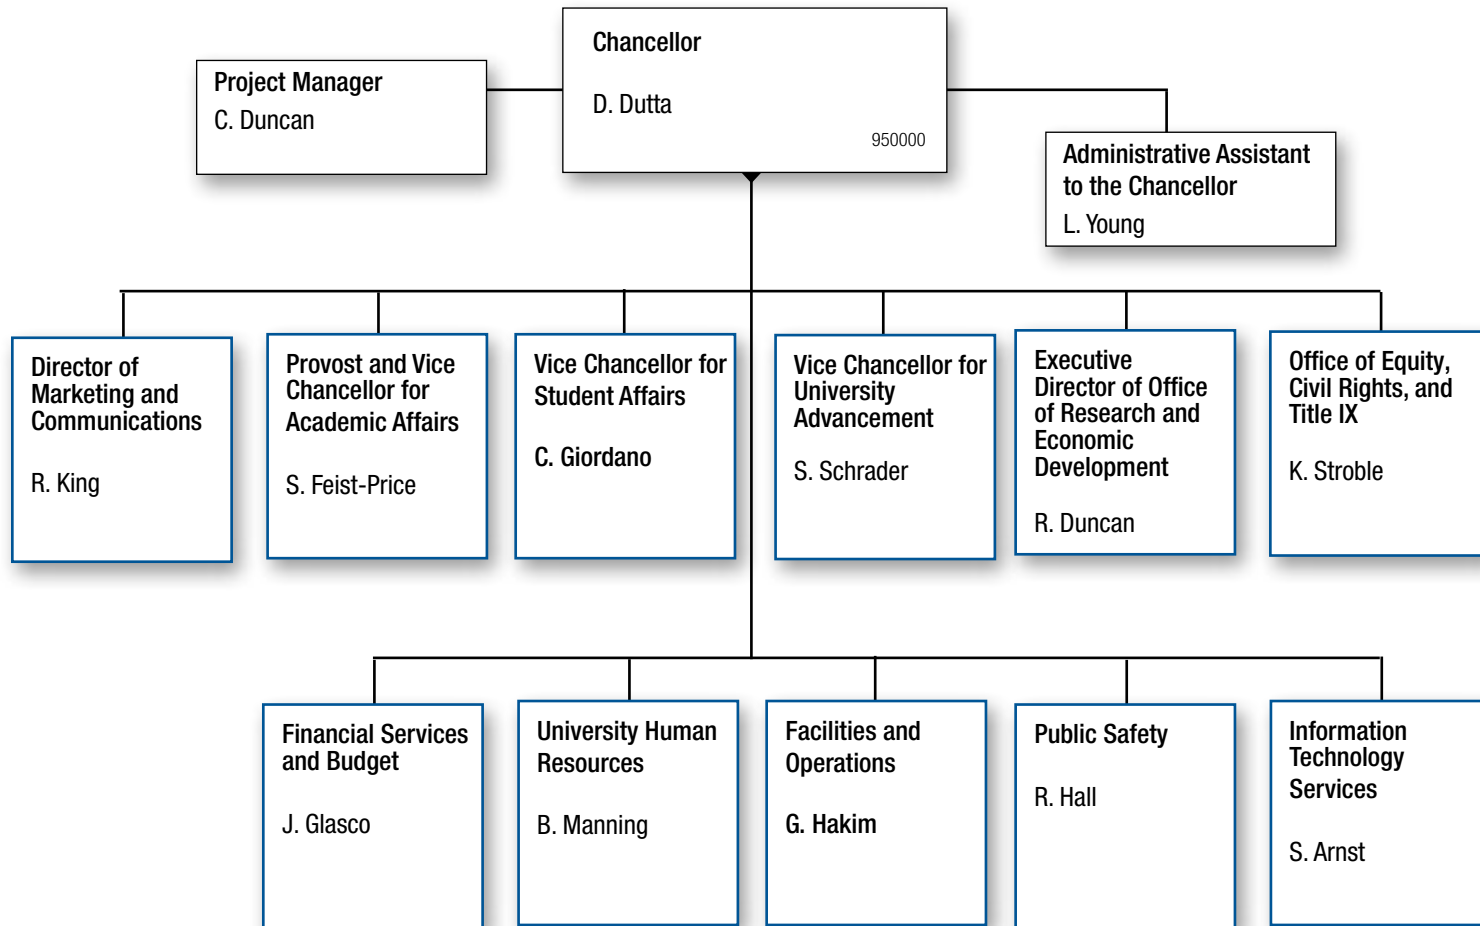 Chancellor
D. Dutta
950000
Project Manager
C. Duncan
Administrative Assistant
to the Chancellor
L. Young
Director of
Marketing and
Communications
R. King
Provost and Vice
Chancellor for
Academic Affairs
S. Feist-Price
Vice Chancellor for
Student Affairs
C. Giordano
Vice Chancellor for
University
Advancement
S. Schrader
Executive
Director of Office
of Research and
Economic
Development
R. Duncan
Office of Equity,
Civil Rights, and
Title IX
K. Stroble
Financial Services
and Budget
J. Glasco
University Human
Resources
B. Manning
Facilities and
Operations
G. Hakim
Public Safety
R. Hall
Information
Technology
Services
S. Arnst